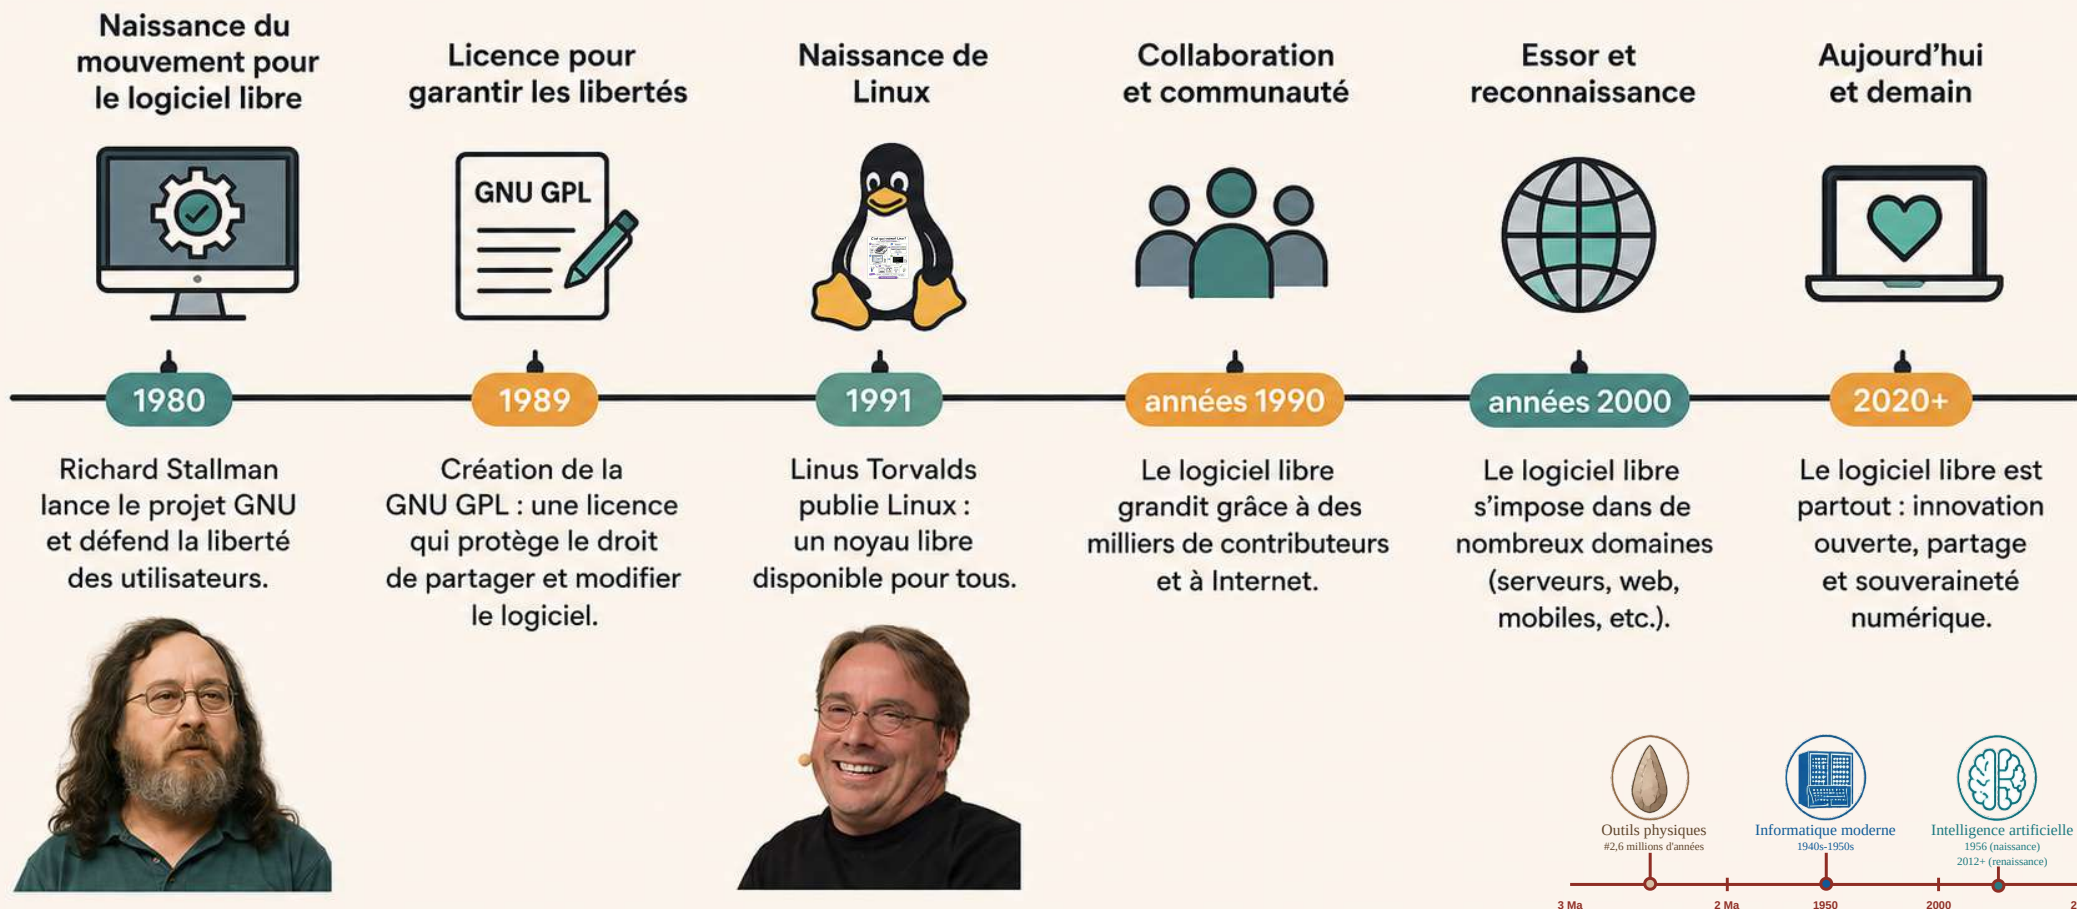 Naissance du
mouvement pour
le logiciel libre
Licence pour
garantir les libertés
Naissance de
Linux
Collaboration
et communauté
Essor et
reconnaissance
Aujourd’hui
et demain
GNU GPL
1980
1989
1991
années 1990
années 2000
2020+
Richard Stallman
lance le projet GNU
et défend la liberté
des utilisateurs.
Création de la
GNU GPL : une licence
qui protège le droit
de partager et modifier
le logiciel.
Linus Torvalds
publie Linux :
un noyau libre
disponible pour tous.
Le logiciel libre
grandit grâce à des
milliers de contributeurs
et à Internet.
Le logiciel libre
s’impose dans de
nombreux domaines
(serveurs, web,
mobiles, etc.).
Le logiciel libre est
partout : innovation
ouverte, partage
et souveraineté
numérique.
Outils physiques
#2,6 millions d'années
Informatique moderne
1940s-1950s
Intelligence artificielle
1956 (naissance)
2012+ (renaissance)
3 Ma
2 Ma
1950
2000
2